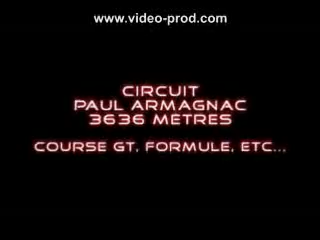 www.video-prod.com
CIRCUIT
PAUL ARMAGNAC
3636 METRES
COURSE GT, FORMULE, ETC...